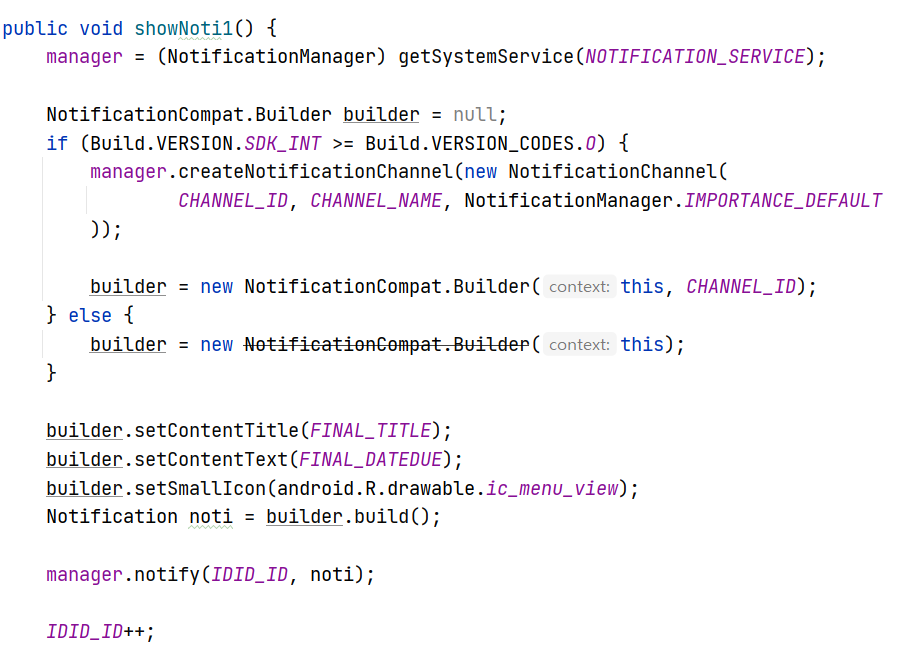 public void showNoti1() {
    manager = (NotificationManager) getSystemService(NOTIFICATION_SERVICE);

    NotificationCompat.Builder builder = null;
    if (Build.VERSION.SDK_INT >= Build.VERSION_CODES.O) {
        manager.createNotificationChannel(new NotificationChannel(
                CHANNEL_ID, CHANNEL_NAME, NotificationManager.IMPORTANCE_DEFAULT
        ));

        builder = new NotificationCompat.Builder( context: this, CHANNEL_ID);
    } else {
        builder = new NotificationCompat.Builder( context: this);
    }

    builder.setContentTitle(FINAL_TITLE);
    builder.setContentText(FINAL_DATEDUE);
    builder.setSmallIcon(android.R.drawable.ic_menu_view);
    Notification noti = builder.build();

    manager.notify(IDID_ID, noti);

    IDID_ID++;